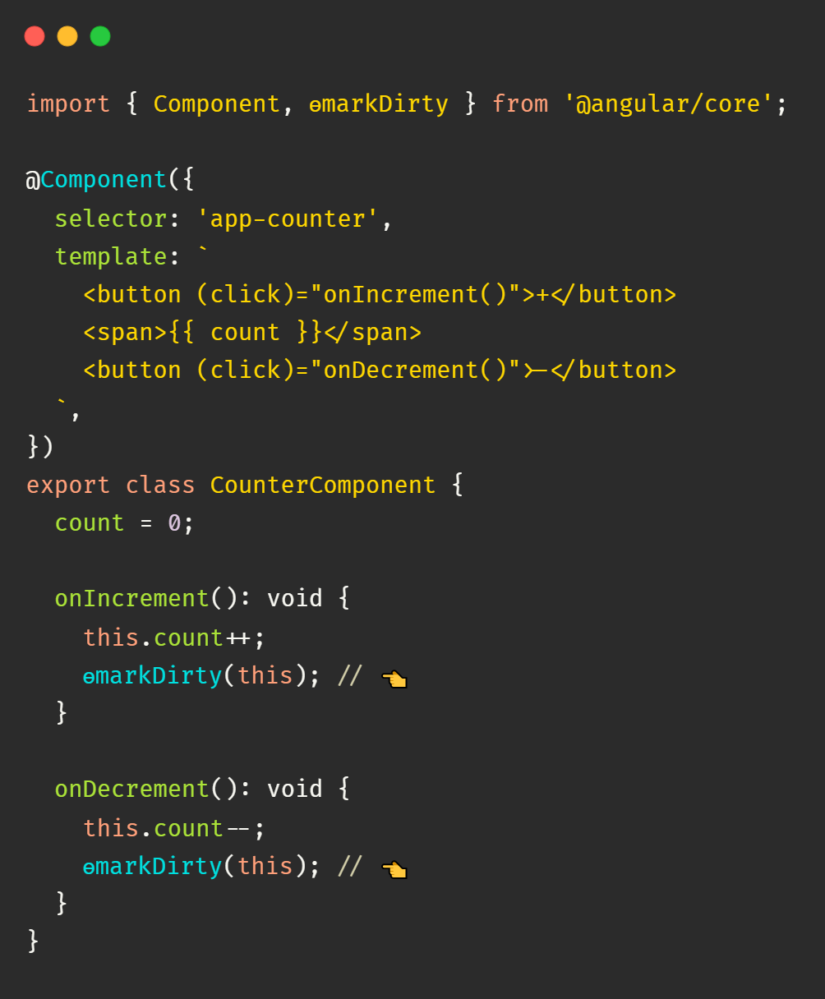 import { Component, ɵmarkDirty } from '@angular/core';

@Component({
  selector: 'app-counter',
  template: `
    <button (click)="onIncrement()">+</button>
    <span>{{ count }}</span>
    <button (click)="onDecrement()">-</button>
  `,
})
export class CounterComponent {
  count = 0;

  onIncrement(): void {
    this.count++;
    ɵmarkDirty(this); // 👈
  }

  onDecrement(): void {
    this.count--;
    ɵmarkDirty(this); // 👈
  }
}